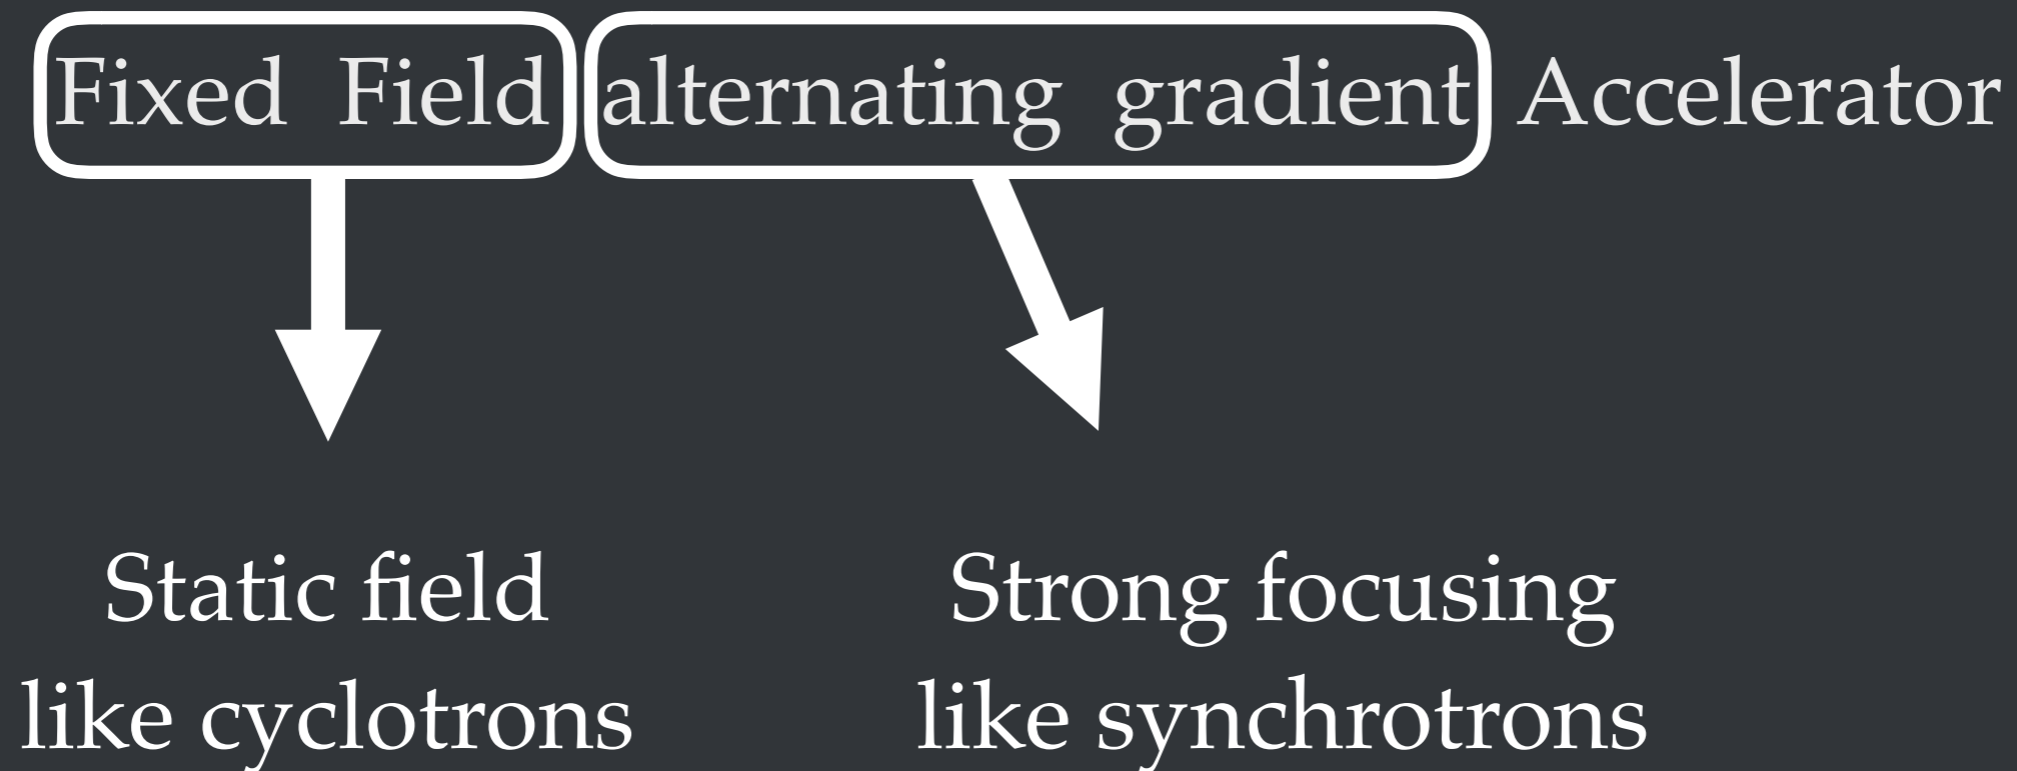 Fixed Field alternating gradient Accelerator
Static field
like cyclotrons
Strong focusing
like synchrotrons